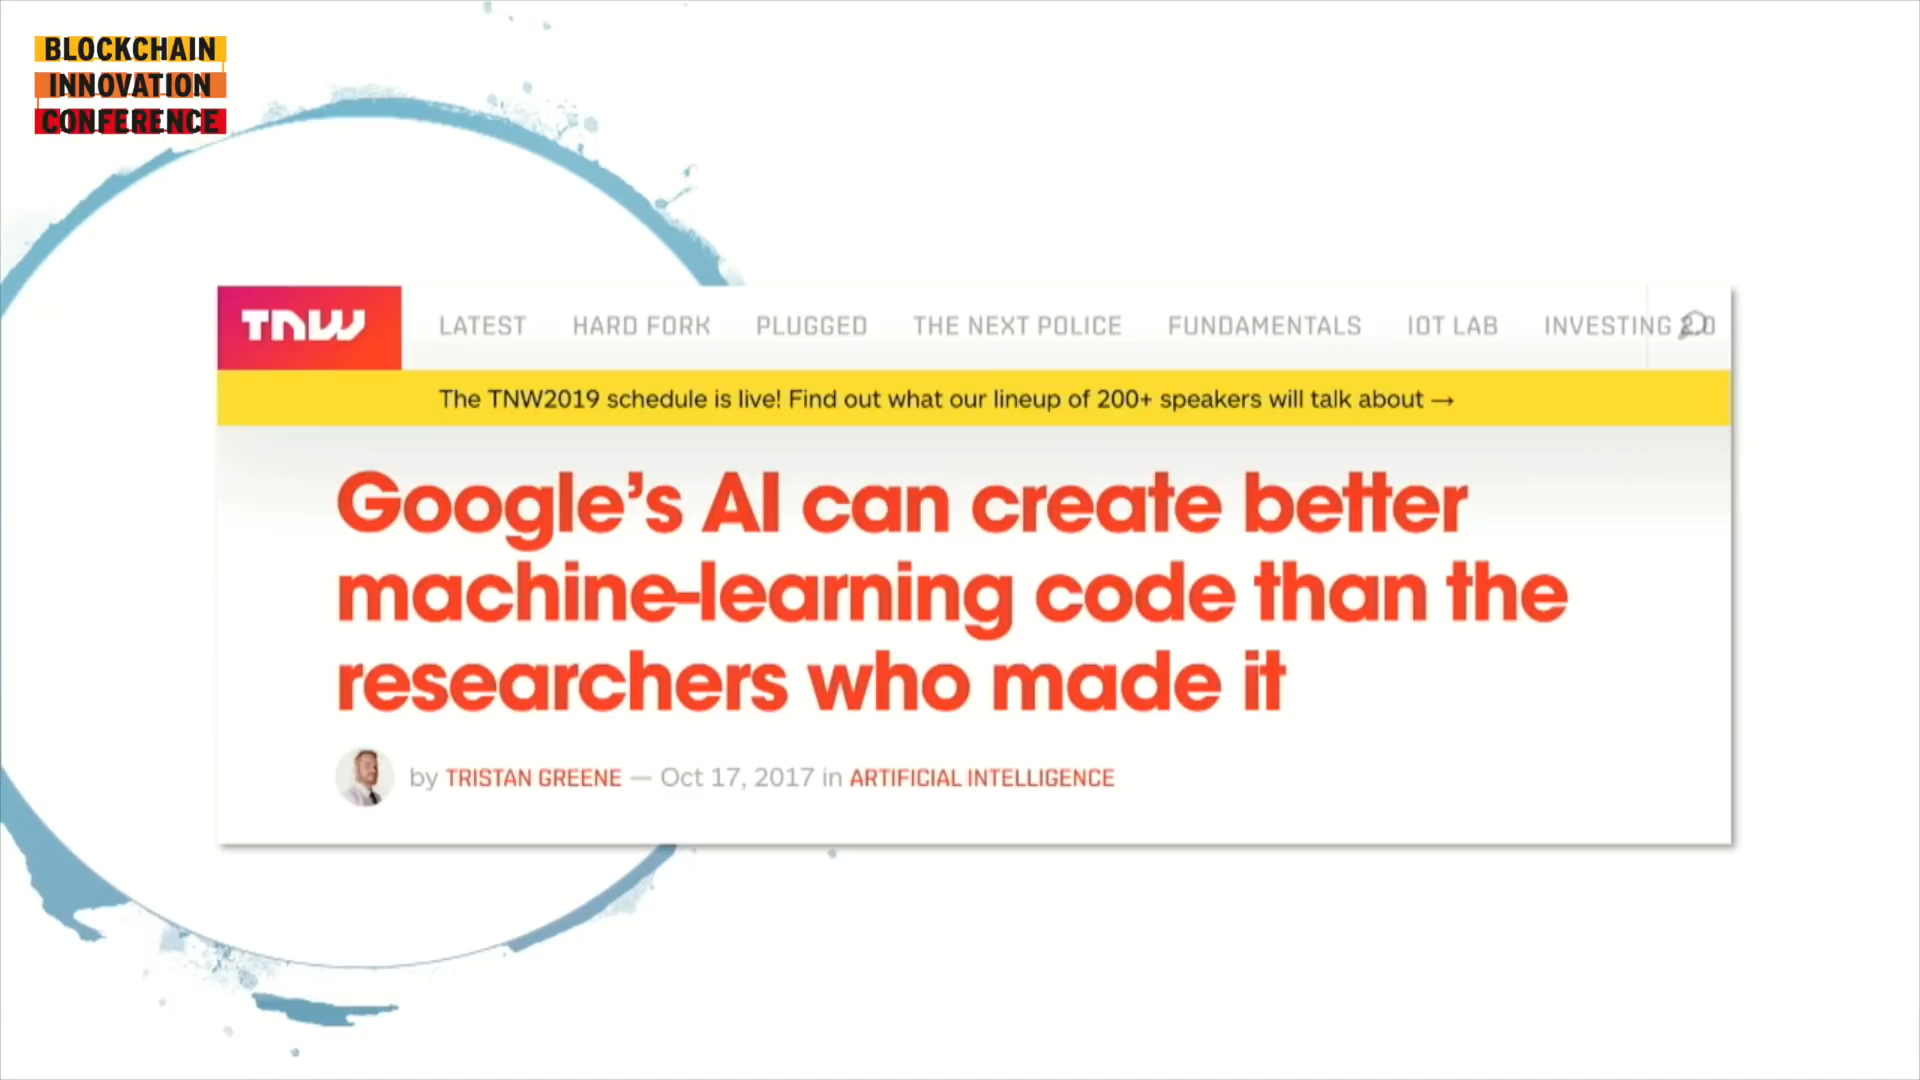 BLOCKCHAIN
INNOVATION
CONFERENCE
TNW
LATEST HARD FORK PLUGGED THE NEXT POLICE FUNDAMENTALS IOT LAB INVESTING 2.0
The TNW2019 schedule is live! Find out what our lineup of 200+ speakers will talk about →
Google’s AI can create better
machine-learning code than the
researchers who made it
by TRISTAN GREENE — Oct 17, 2017 in ARTIFICIAL INTELLIGENCE